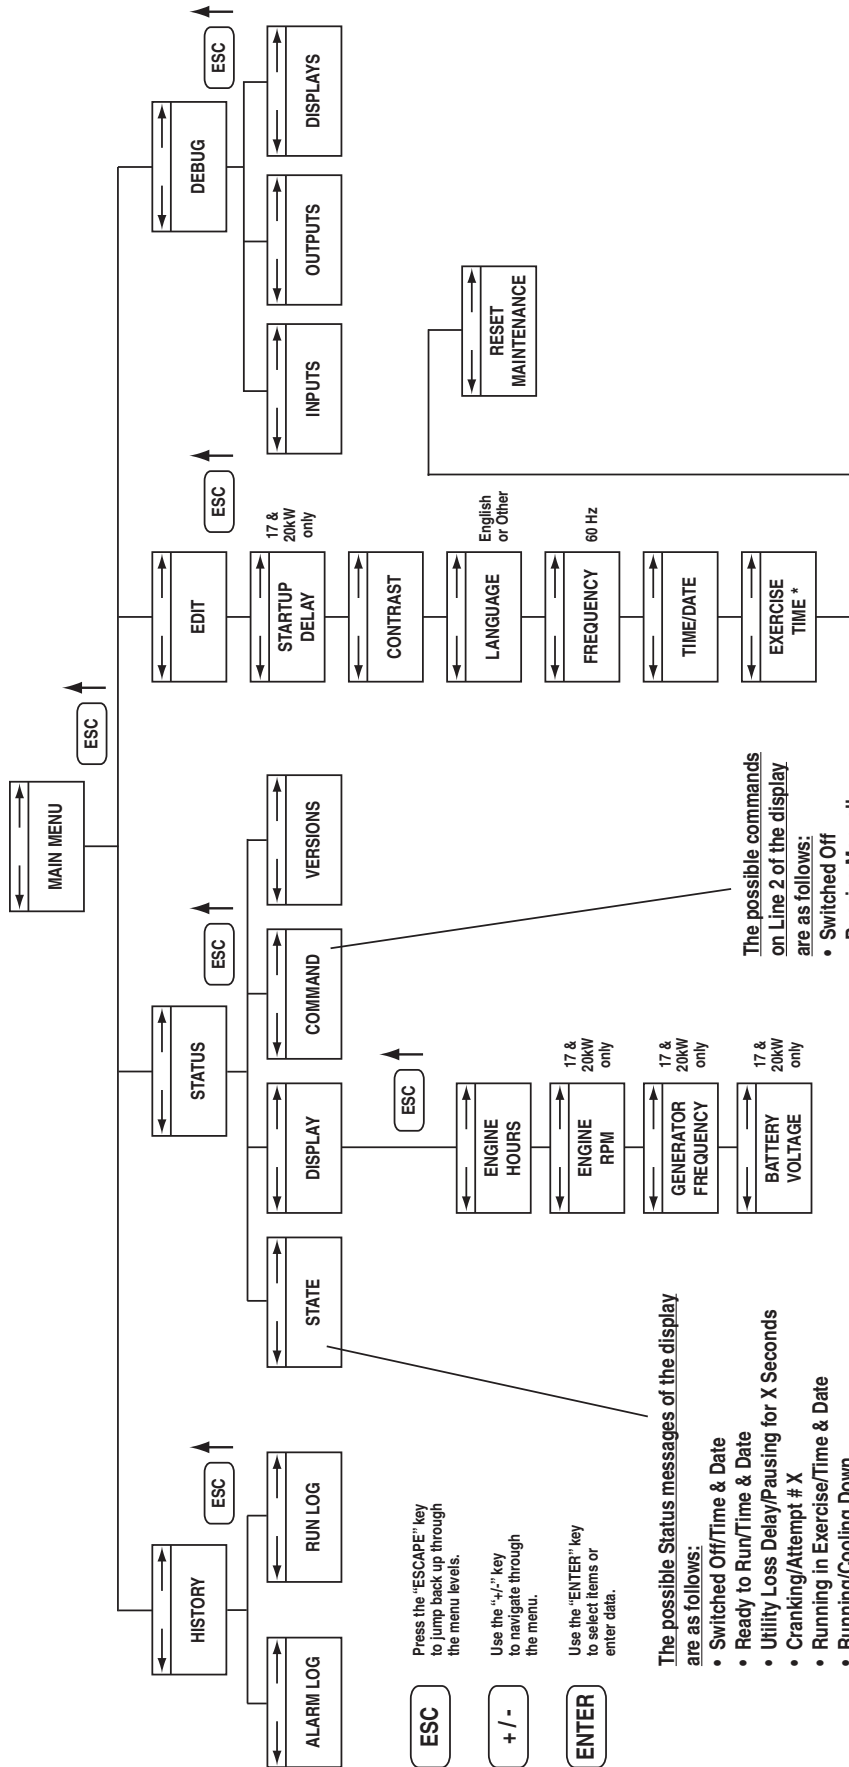 MAIN MENU
ESC
HISTORY
ESC
ALARM LOG
RUN LOG
STATUS
ESC
STATE
DISPLAY
COMMAND
VERSIONS
ESC
ENGINE
HOURS
ENGINE
RPM
17 &
20kW
only
GENERATOR
FREQUENCY
17 &
20kW
only
BATTERY
VOLTAGE
17 &
20kW
only
EDIT
ESC
STARTUP
DELAY
17 &
20kW
only
CONTRAST
LANGUAGE
English
or Other
FREQUENCY
60 Hz
TIME/DATE
EXERCISE
TIME *
RESET
MAINTENANCE
DEBUG
ESC
INPUTS
OUTPUTS
DISPLAYS
ESC
Press the “ESCAPE” key
to jump back up through
the menu levels.
+ / -
Use the “+/-” key
to navigate through
the menu.
ENTER
Use the “ENTER” key
to select items or
enter data.
The possible Status messages of the display
are as follows:
• Switched Off/Time & Date
• Ready to Run/Time & Date
• Utility Loss Delay/Pausing for X Seconds
• Cranking/Attempt # X
• Running in Exercise/Time & Date
• Running/Cooling Down
The possible commands
on Line 2 of the display
are as follows:
• Switched Off